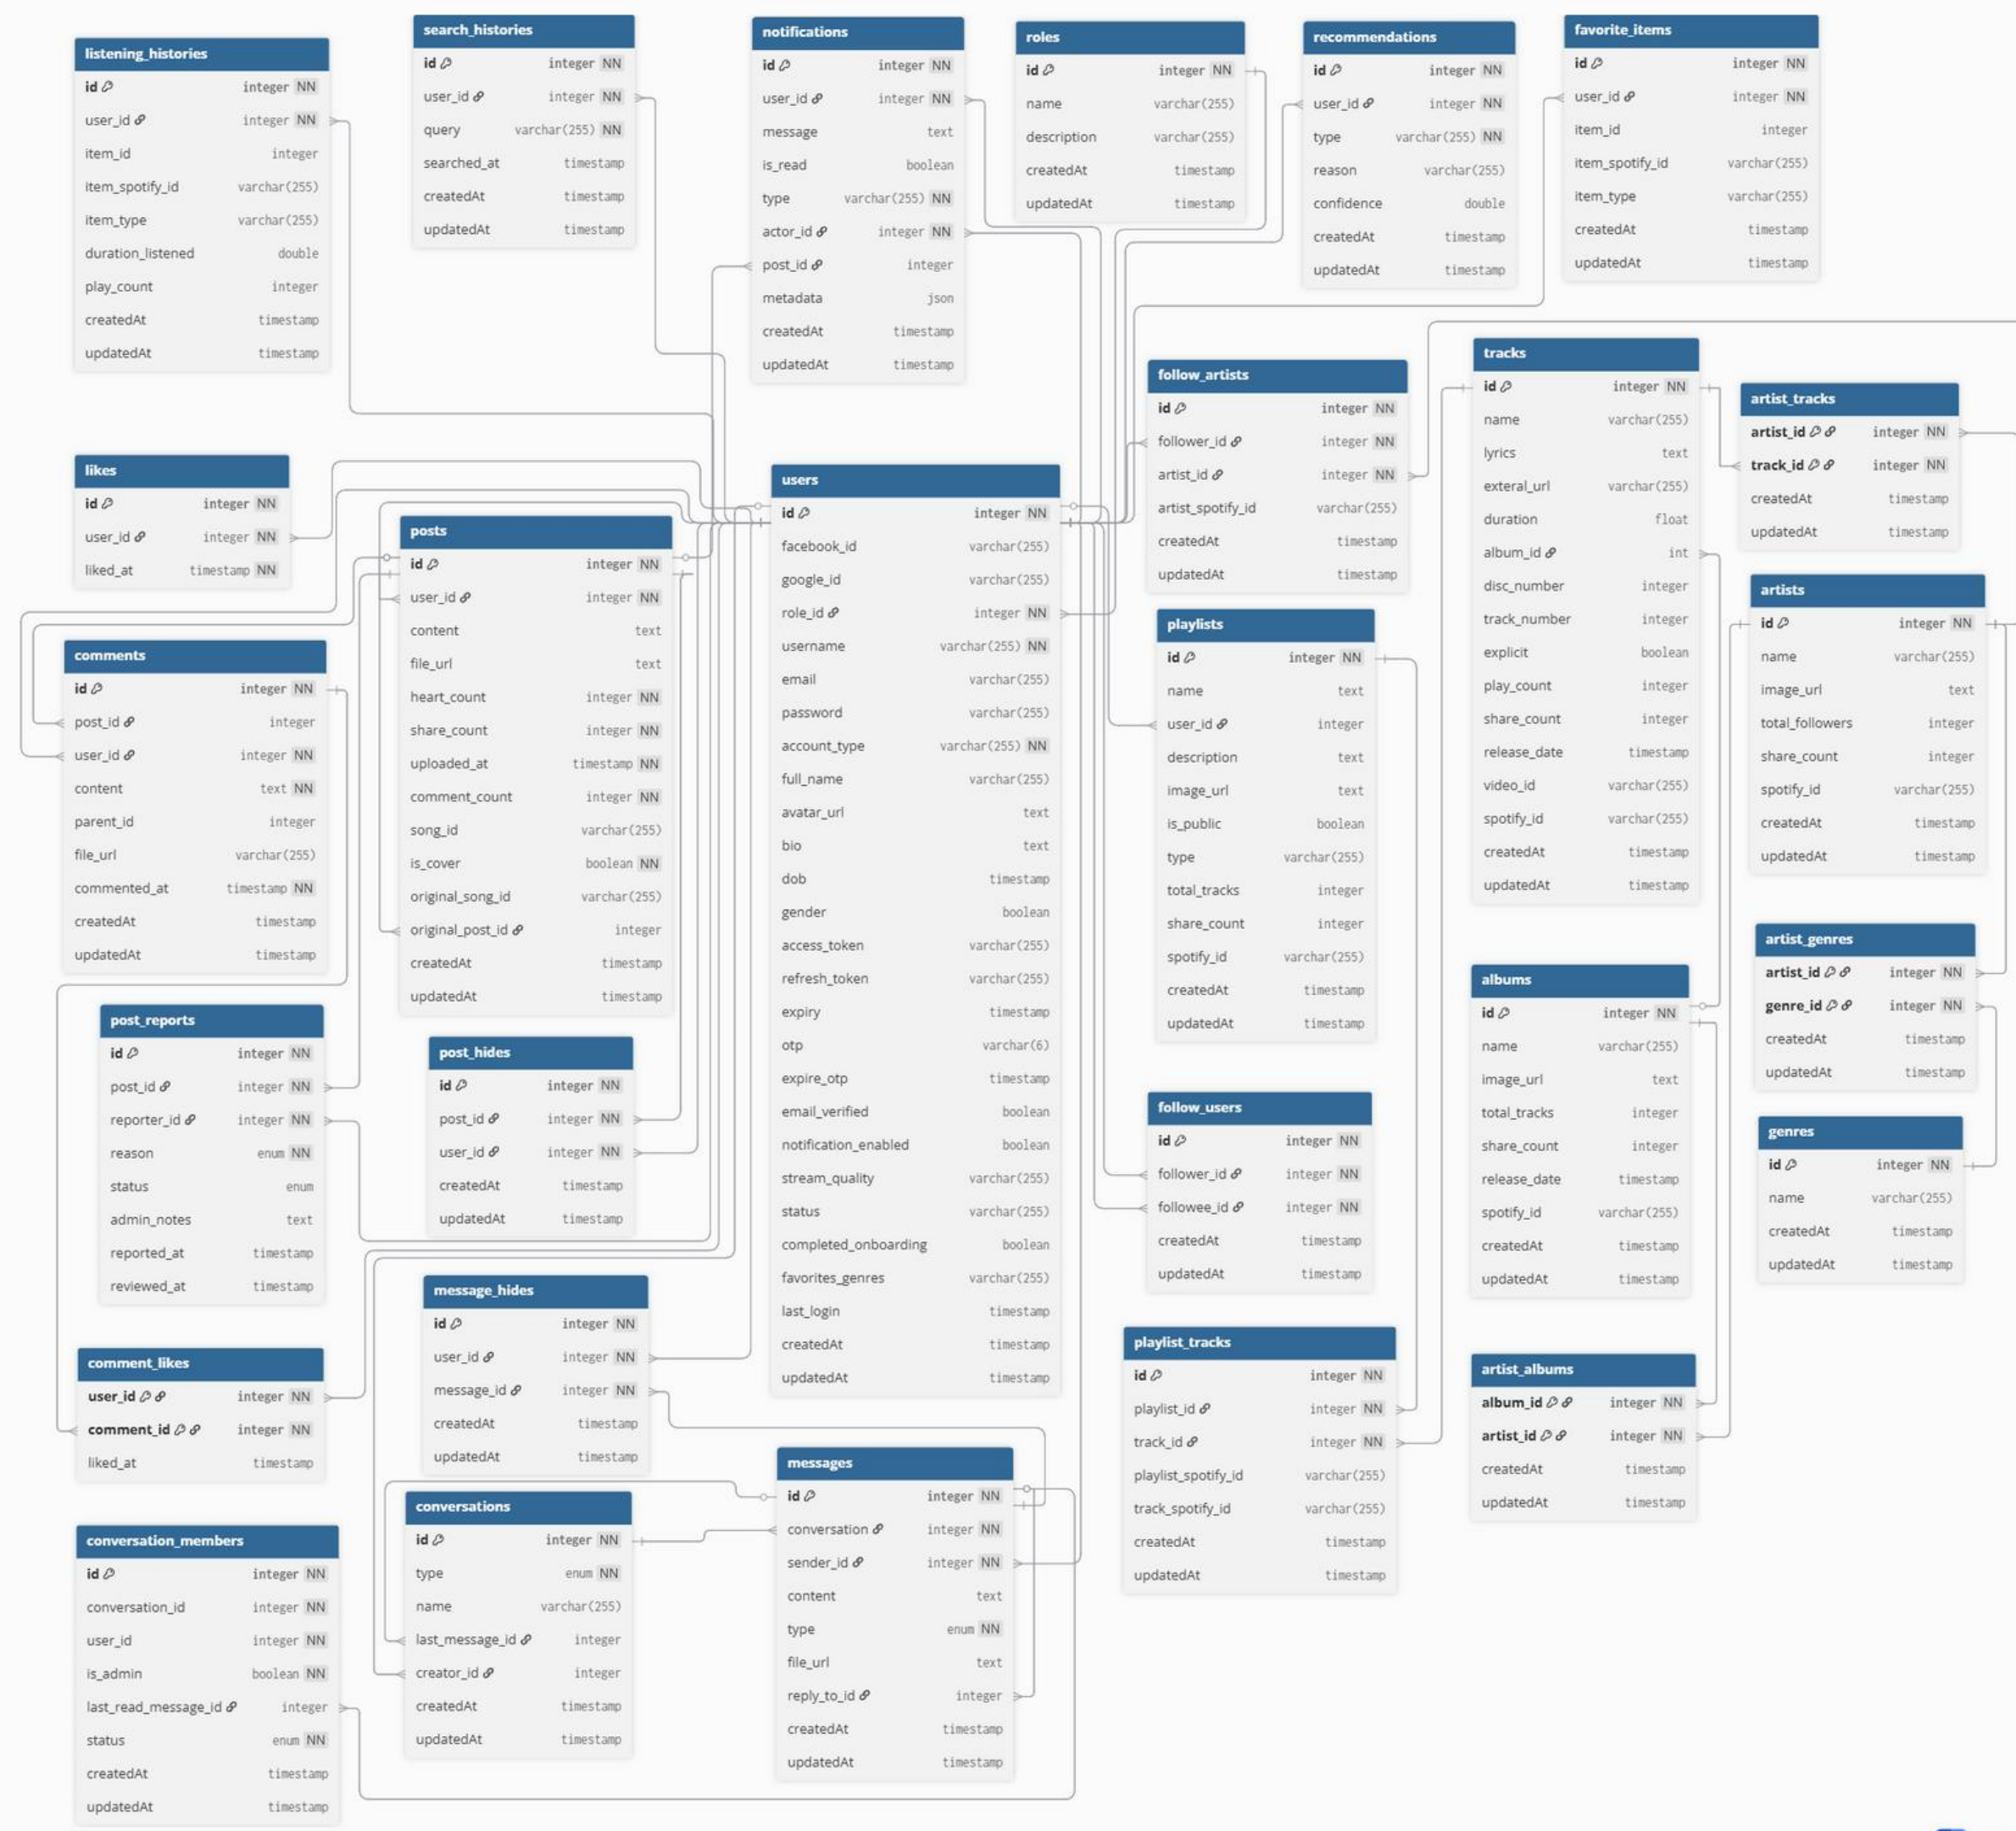 listening_histories
id integer NN
user_id integer NN
item_id integer
item_spotify_id varchar(255)
item_type varchar(255)
duration_listened double
play_count integer
createdAt timestamp
updatedAt timestamp
search_histories
id integer NN
user_id integer NN
query varchar(255) NN
searched_at timestamp
createdAt timestamp
updatedAt timestamp
notifications
id integer NN
user_id integer NN
message text
is_read boolean
type varchar(255) NN
actor_id integer NN
post_id integer
metadata json
createdAt timestamp
updatedAt timestamp
roles
id integer NN
name varchar(255)
description varchar(255)
createdAt timestamp
updatedAt timestamp
recommendations
id integer NN
user_id integer NN
type varchar(255) NN
reason varchar(255)
confidence double
createdAt timestamp
updatedAt timestamp
favorite_items
id integer NN
user_id integer NN
item_id integer
item_spotify_id varchar(255)
item_type varchar(255)
createdAt timestamp
updatedAt timestamp
likes
id integer NN
user_id integer NN
liked_at timestamp NN
comments
id integer NN
post_id integer
user_id integer NN
content text NN
parent_id integer
file_url varchar(255)
commented_at timestamp NN
createdAt timestamp
updatedAt timestamp
posts
id integer NN
user_id integer NN
content text
file_url text
heart_count integer NN
share_count integer NN
uploaded_at timestamp NN
comment_count integer NN
song_id varchar(255)
is_cover boolean NN
original_song_id varchar(255)
original_post_id integer
createdAt timestamp
updatedAt timestamp
users
id integer NN
facebook_id varchar(255)
google_id varchar(255)
role_id integer NN
username varchar(255) NN
email varchar(255)
password varchar(255)
account_type varchar(255) NN
full_name varchar(255)
avatar_url text
bio text
dob timestamp
gender boolean
access_token varchar(255)
refresh_token varchar(255)
expiry timestamp
otp varchar(6)
expire_otp timestamp
email_verified boolean
notification_enabled boolean
stream_quality varchar(255)
status varchar(255)
completed_onboarding boolean
favorites_genres varchar(255)
last_login timestamp
createdAt timestamp
updatedAt timestamp
follow_artists
id integer NN
follower_id integer NN
artist_id integer NN
artist_spotify_id varchar(255)
createdAt timestamp
updatedAt timestamp
playlists
id integer NN
name text
user_id integer
description text
image_url text
is_public boolean
type varchar(255)
total_tracks integer
share_count integer
spotify_id varchar(255)
createdAt timestamp
updatedAt timestamp
tracks
id integer NN
name varchar(255)
lyrics text
exteral_url varchar(255)
duration float
album_id int
disc_number integer
track_number integer
explicit boolean
play_count integer
share_count integer
release_date timestamp
video_id varchar(255)
spotify_id varchar(255)
createdAt timestamp
updatedAt timestamp
artist_tracks
artist_id integer NN
track_id integer NN
createdAt timestamp
updatedAt timestamp
artists
id integer NN
name varchar(255)
image_url text
total_followers integer
share_count integer
spotify_id varchar(255)
createdAt timestamp
updatedAt timestamp
artist_genres
artist_id integer NN
genre_id integer NN
createdAt timestamp
updatedAt timestamp
genres
id integer NN
name varchar(255)
createdAt timestamp
updatedAt timestamp
albums
id integer NN
name varchar(255)
image_url text
total_tracks integer
share_count integer
release_date timestamp
spotify_id varchar(255)
createdAt timestamp
updatedAt timestamp
artist_albums
album_id integer NN
artist_id integer NN
createdAt timestamp
updatedAt timestamp
follow_users
id integer NN
follower_id integer NN
followee_id integer NN
createdAt timestamp
updatedAt timestamp
playlist_tracks
id integer NN
playlist_id integer NN
track_id integer NN
playlist_spotify_id varchar(255)
track_spotify_id varchar(255)
createdAt timestamp
updatedAt timestamp
post_reports
id integer NN
post_id integer NN
reporter_id integer NN
reason enum NN
status enum
admin_notes text
reported_at timestamp
reviewed_at timestamp
post_hides
id integer NN
post_id integer NN
user_id integer NN
createdAt timestamp
updatedAt timestamp
message_hides
id integer NN
user_id integer NN
message_id integer NN
createdAt timestamp
updatedAt timestamp
comment_likes
user_id integer NN
comment_id integer NN
liked_at timestamp
conversations
id integer NN
type enum NN
name varchar(255)
last_message_id integer
creator_id integer
createdAt timestamp
updatedAt timestamp
messages
id integer NN
conversation integer NN
sender_id integer NN
content text
type enum NN
file_url text
reply_to_id integer
createdAt timestamp
updatedAt timestamp
conversation_members
id integer NN
conversation_id integer NN
user_id integer NN
is_admin boolean NN
last_read_message_id integer
status enum NN
createdAt timestamp
updatedAt timestamp